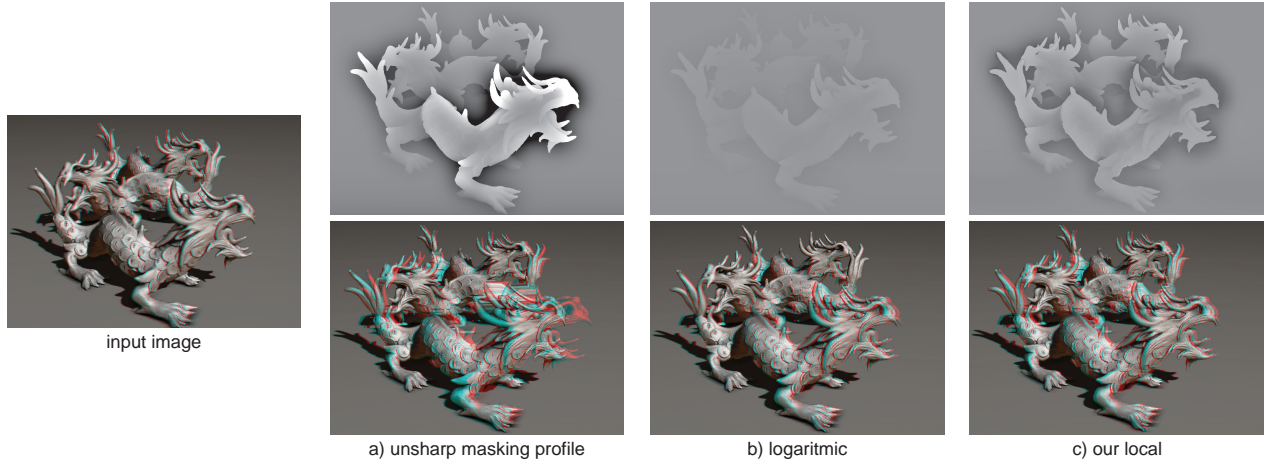 input image
a) unsharp masking profile
b) logaritmic
c) our local